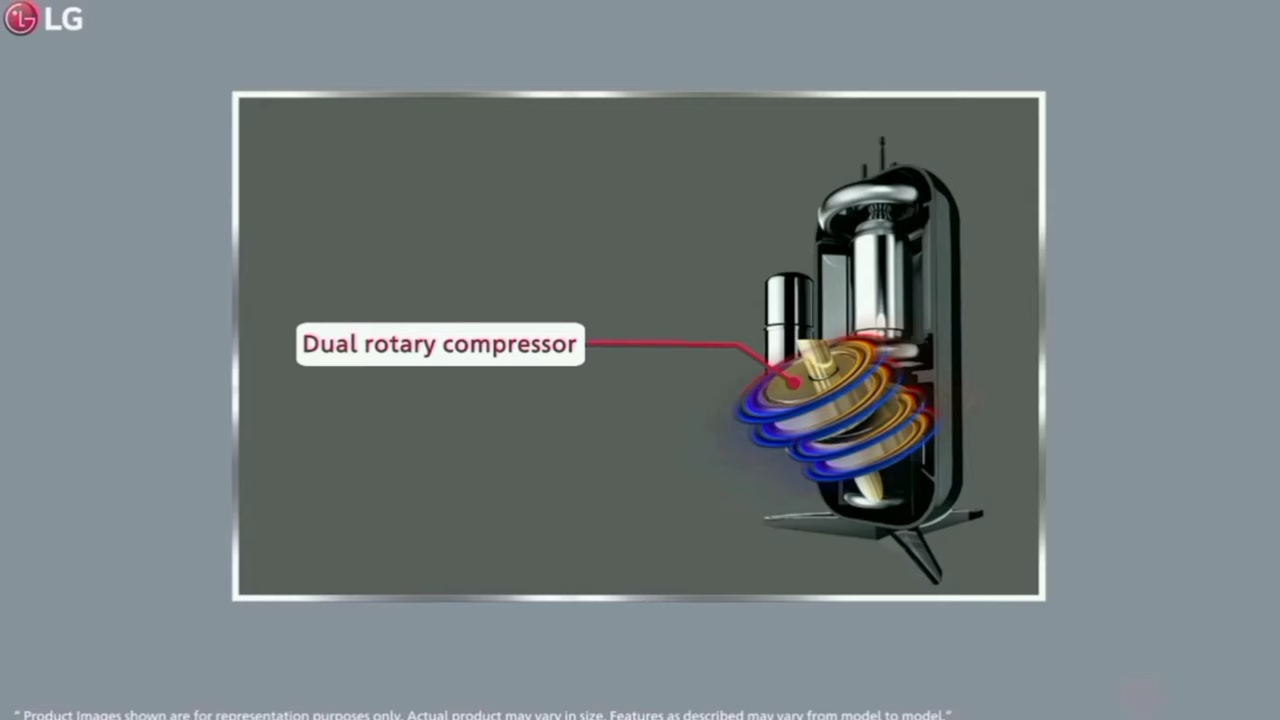 LG
Dual rotary compressor
" Product Images shown are for representation purposes only. Actual product may vary in size. Features as described may vary from model to model."